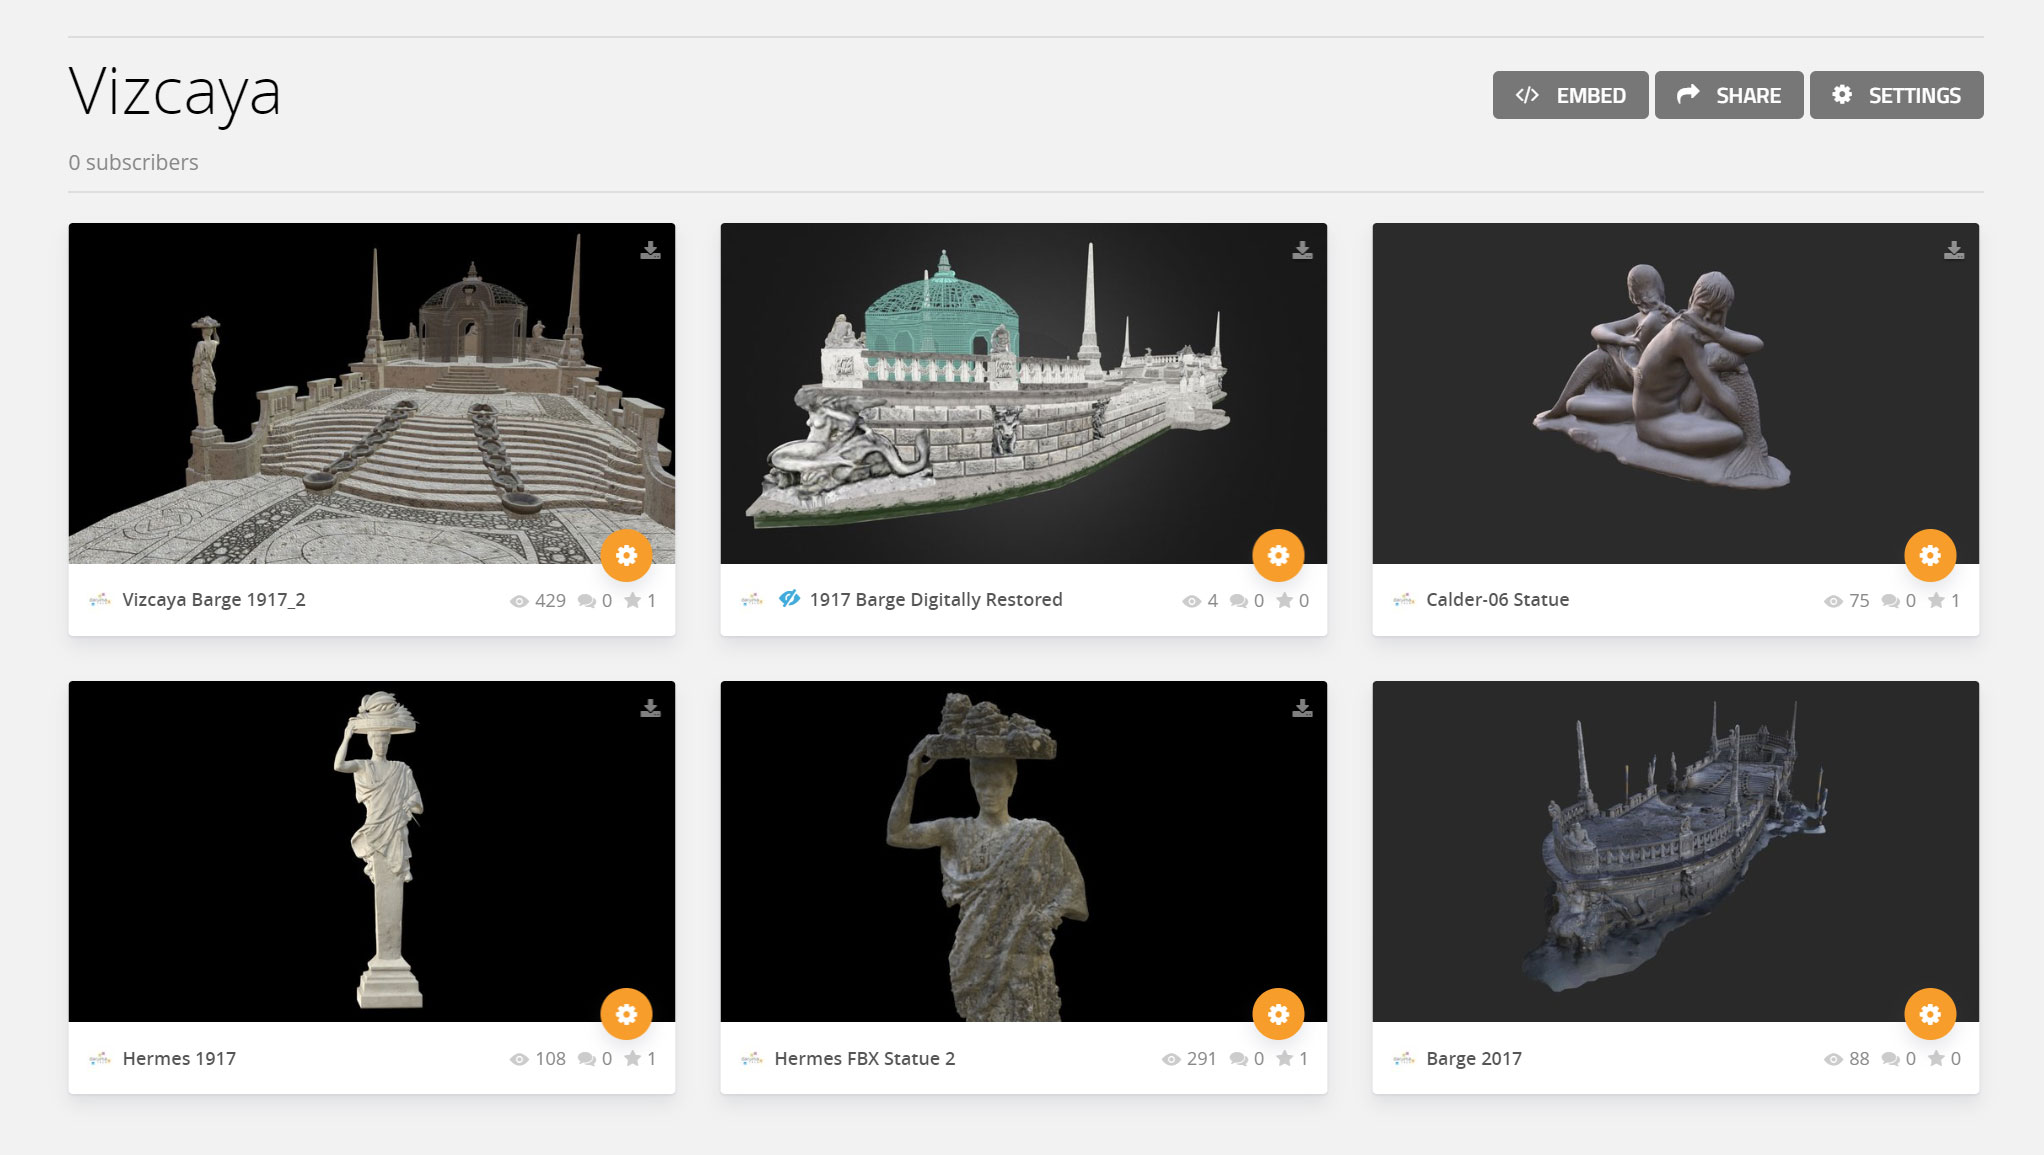 Vizcaya
EMBED
SHARE
SETTINGS
0 subscribers
Vizcaya Barge 1917_2 429 0 1
1917 Barge Digitally Restored 4 0 0
Calder-06 Statue 75 0 1
Hermes 1917 108 0 1
Hermes FBX Statue 2 291 0 1
Barge 2017 88 0 0